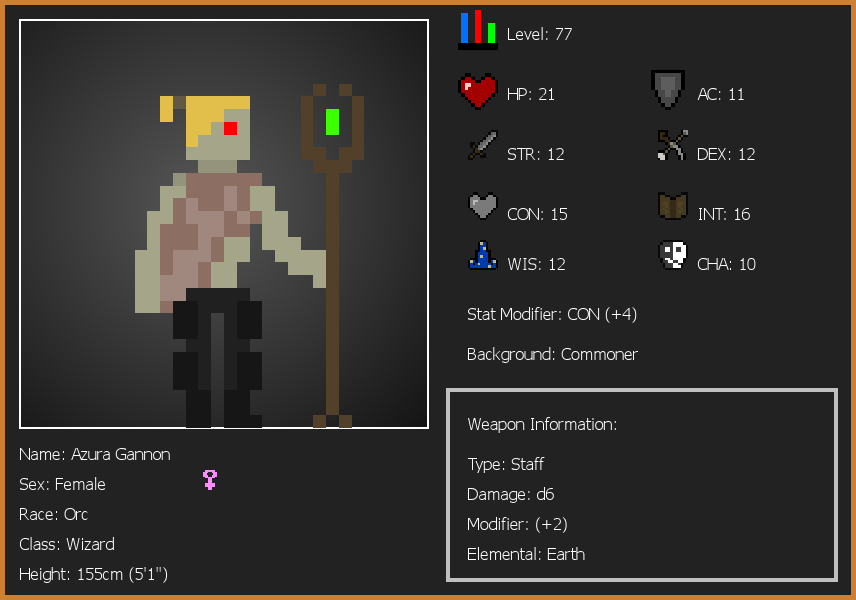 Level: 77
HP: 21
AC: 11
STR: 12
DEX: 12
CON: 15
INT: 16
WIS: 12
CHA: 10
Stat Modifier: CON (+4)
Background: Commoner
Weapon Information:
Type: Staff
Damage: d6
Modifier: (+2)
Elemental: Earth
Name: Azura Gannon
Sex: Female
Race: Orc
Class: Wizard
Height: 155cm (5'1")